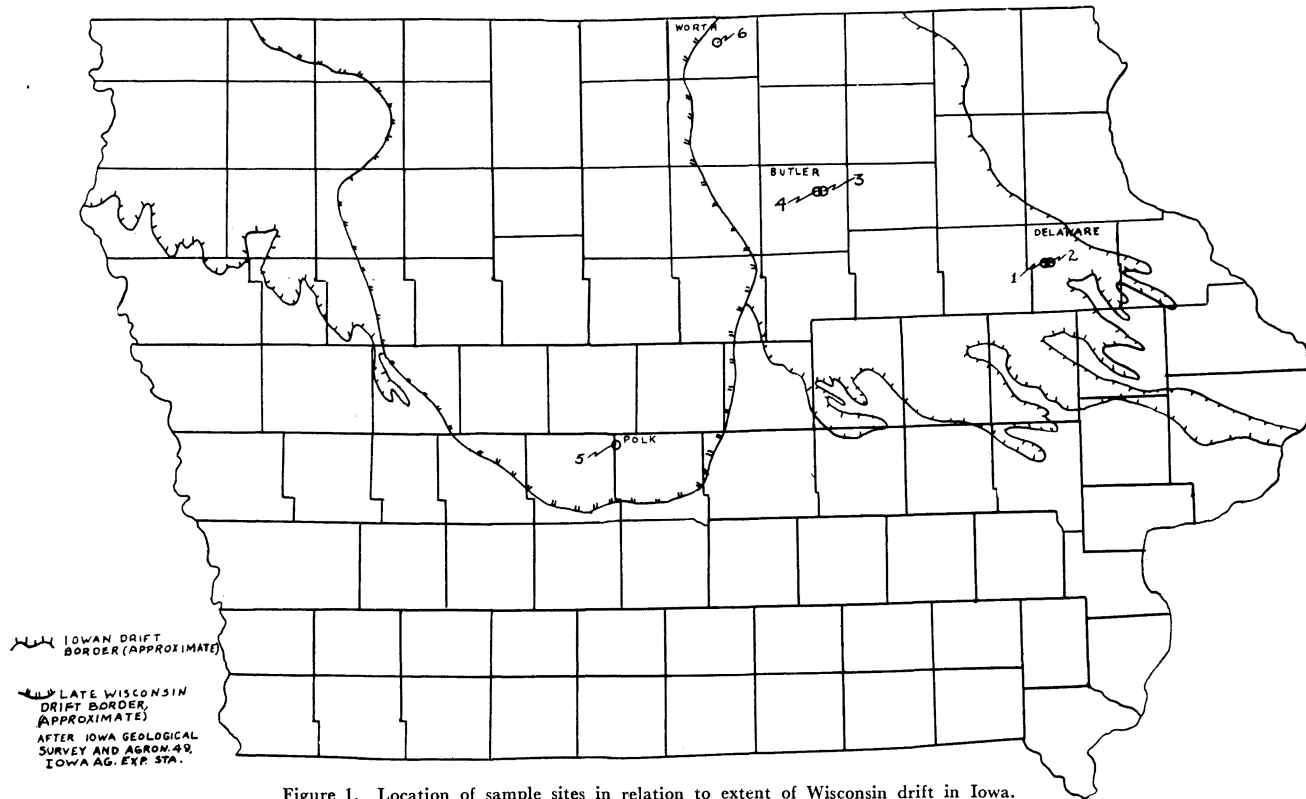 WORTH
6
BUTLER
3
4
DELAWARE
2
1
POLK
5
IOWAN DRIFT
BORDER (APPROXIMATE)
LATE WISCONSIN
DRIFT BORDER,
(APPROXIMATE)
AFTER IOWA GEOLOGICAL
SURVEY AND AGRON. 49,
IOWA AG. EXP. STA.
Figure 1. Location of sample sites in relation to extent of Wisconsin drift in Iowa.